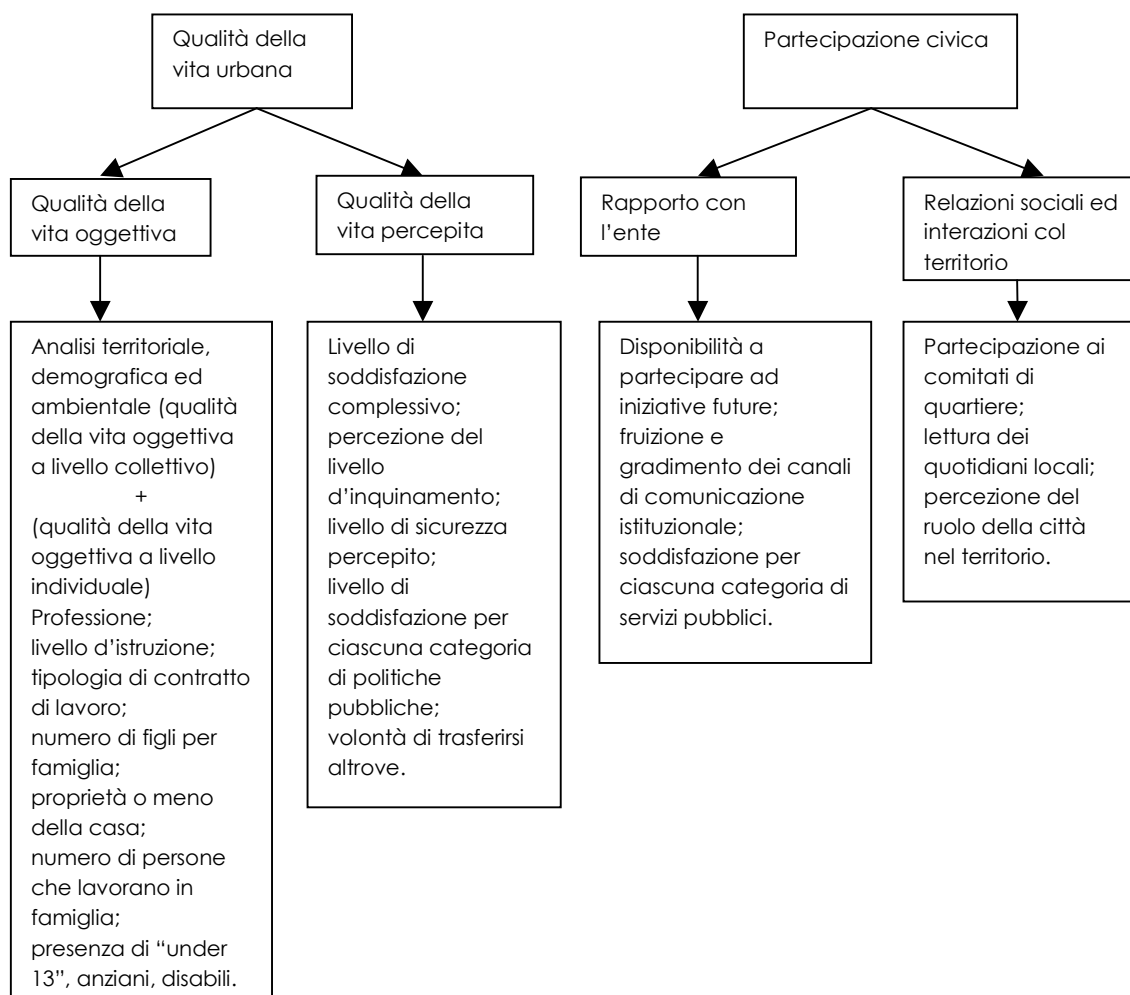 Qualità della
vita urbana
Partecipazione civica
Qualità della
vita oggettiva
Qualità della
vita percepita
Rapporto con
l'ente
Relazioni sociali ed
interazioni col
territorio
Analisi territoriale,
demografica ed
ambientale (qualità
della vita oggettiva
a livello collettivo)
+
(qualità della vita
oggettiva a livello
individuale)
Professione;
livello d'istruzione;
tipologia di contratto
di lavoro;
numero di figli per
famiglia;
proprietà o meno
della casa;
numero di persone
che lavorano in
famiglia;
presenza di "under
13", anziani, disabili.
Livello di
soddisfazione
complessivo;
percezione del
livello
d'inquinamento;
livello di sicurezza
percepito;
livello di
soddisfazione per
ciascuna categoria
di politiche
pubbliche;
volontà di trasferirsi
altrove.
Disponibilità a
partecipare ad
iniziative future;
fruizione e
gradimento dei canali
di comunicazione
istituzionale;
soddisfazione per
ciascuna categoria di
servizi pubblici.
Partecipazione ai
comitati di
quartiere;
lettura dei
quotidiani locali;
percezione del
ruolo della città
nel territorio.